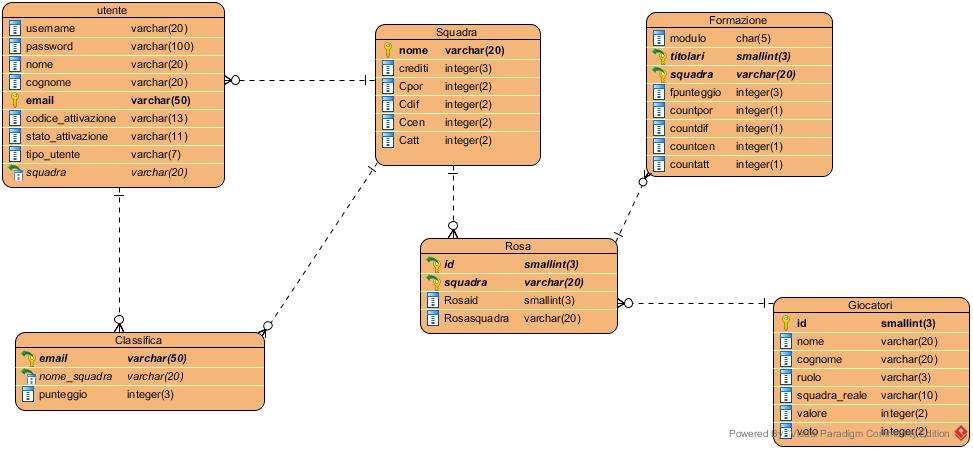 utente
username varchar(20)
password varchar(100)
nome varchar(20)
cognome varchar(20)
email varchar(50)
codice_attivazione varchar(13)
stato_attivazione varchar(11)
tipo_utente varchar(7)
squadra varchar(20)
Squadra
nome varchar(20)
crediti integer(3)
Cpor integer(2)
Cdif integer(2)
Ccen integer(2)
Catt integer(2)
Formazione
modulo char(5)
titolari smallint(3)
squadra varchar(20)
fpunteggio integer(3)
countpor integer(1)
countdif integer(1)
countcen integer(1)
countatt integer(1)
Rosa
id smallint(3)
squadra varchar(20)
Rosaid smallint(3)
Rosasquadra varchar(20)
Classifica
email varchar(50)
nome_squadra varchar(20)
punteggio integer(3)
Giocatori
id smallint(3)
nome varchar(20)
cognome varchar(20)
ruolo varchar(3)
squadra_reale varchar(10)
valore integer(2)
voto integer(2)
Powered By Visual Paradigm Community Edition